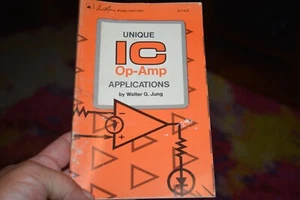 UNIQUE
IC
Op-Amp
APPLICATIONS
by Walter G. Jung